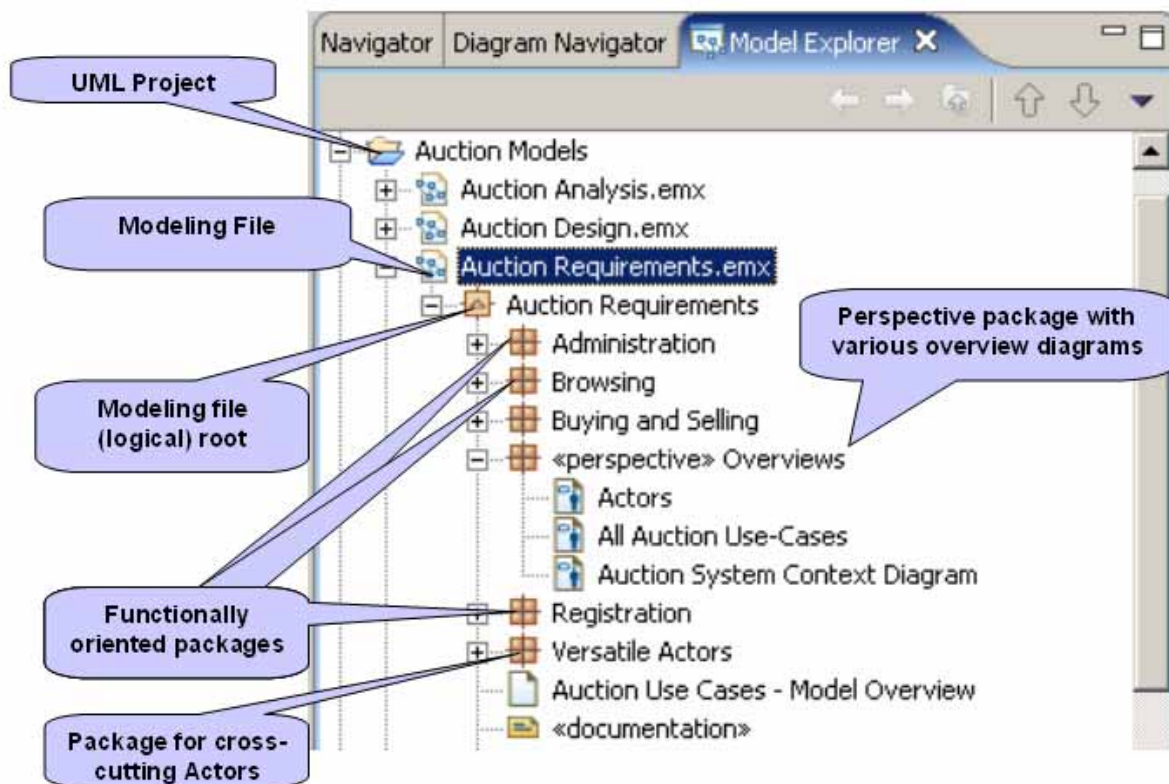 Navigator
Diagram Navigator
Model Explorer
UML Project
Auction Models
Auction Analysis.emx
Modeling File
Auction Design.emx
Auction Requirements.emx
Auction Requirements
Perspective package with
various overview diagrams
Administration
Browsing
Modeling file
(logical) root
Buying and Selling
«perspective» Overviews
Actors
All Auction Use-Cases
Auction System Context Diagram
Functionally
oriented packages
Registration
Versatile Actors
Auction Use Cases - Model Overview
Package for cross-
cutting Actors
«documentation»